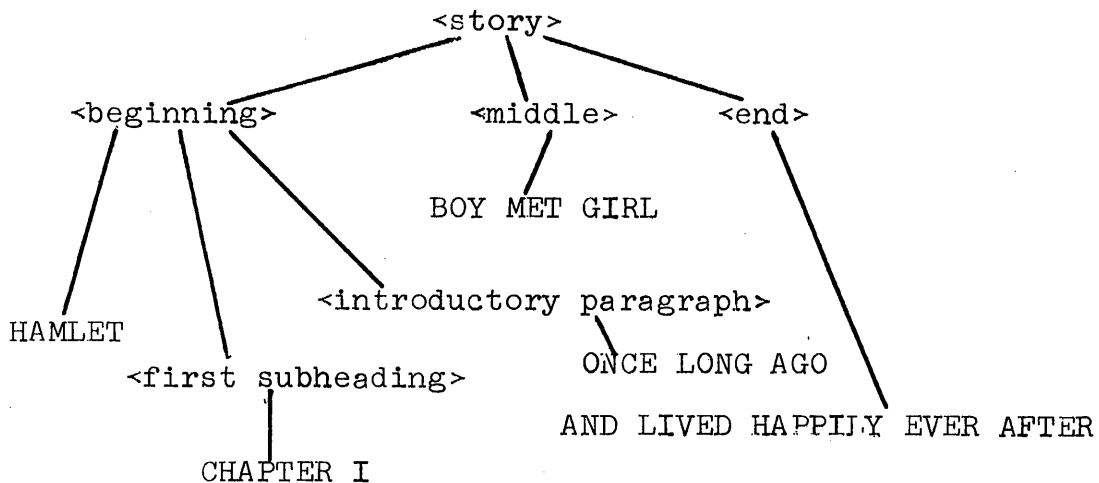 <story>
<beginning> <middle> <end>
BOY MET GIRL
<introductory paragraph>
HAMLET
ONCE LONG AGO
<first subheading>
AND LIVED HAPPILY EVER AFTER
CHAPTER I